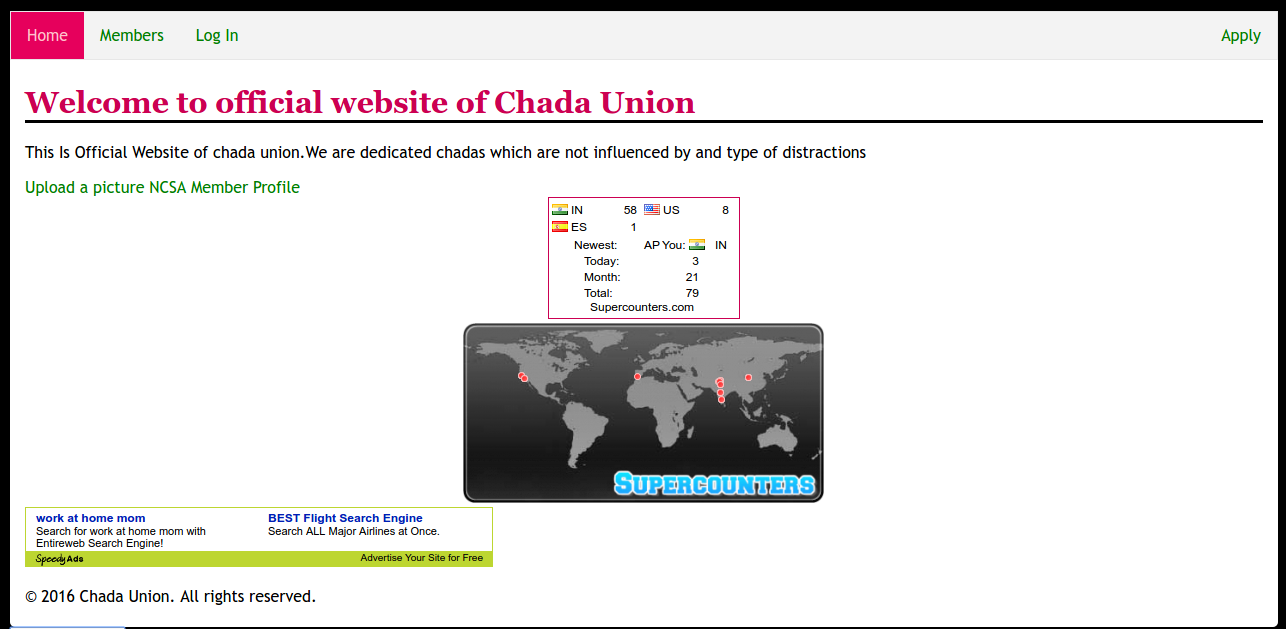 Home Members Log In Apply
Welcome to official website of Chada Union
This Is Official Website of chada union.We are dedicated chadas which are not influenced by and type of distractions
Upload a picture NCSA Member Profile
IN 58 US 8
ES 1
Newest: AP You: IN
Today: 3
Month: 21
Total: 79
Supercounters.com
SUPERCOUNTERS
work at home mom
Search for work at home mom with
Entireweb Search Engine!
BEST Flight Search Engine
Search ALL Major Airlines at Once.
Speedy Ads Advertise Your Site for Free
© 2016 Chada Union. All rights reserved.